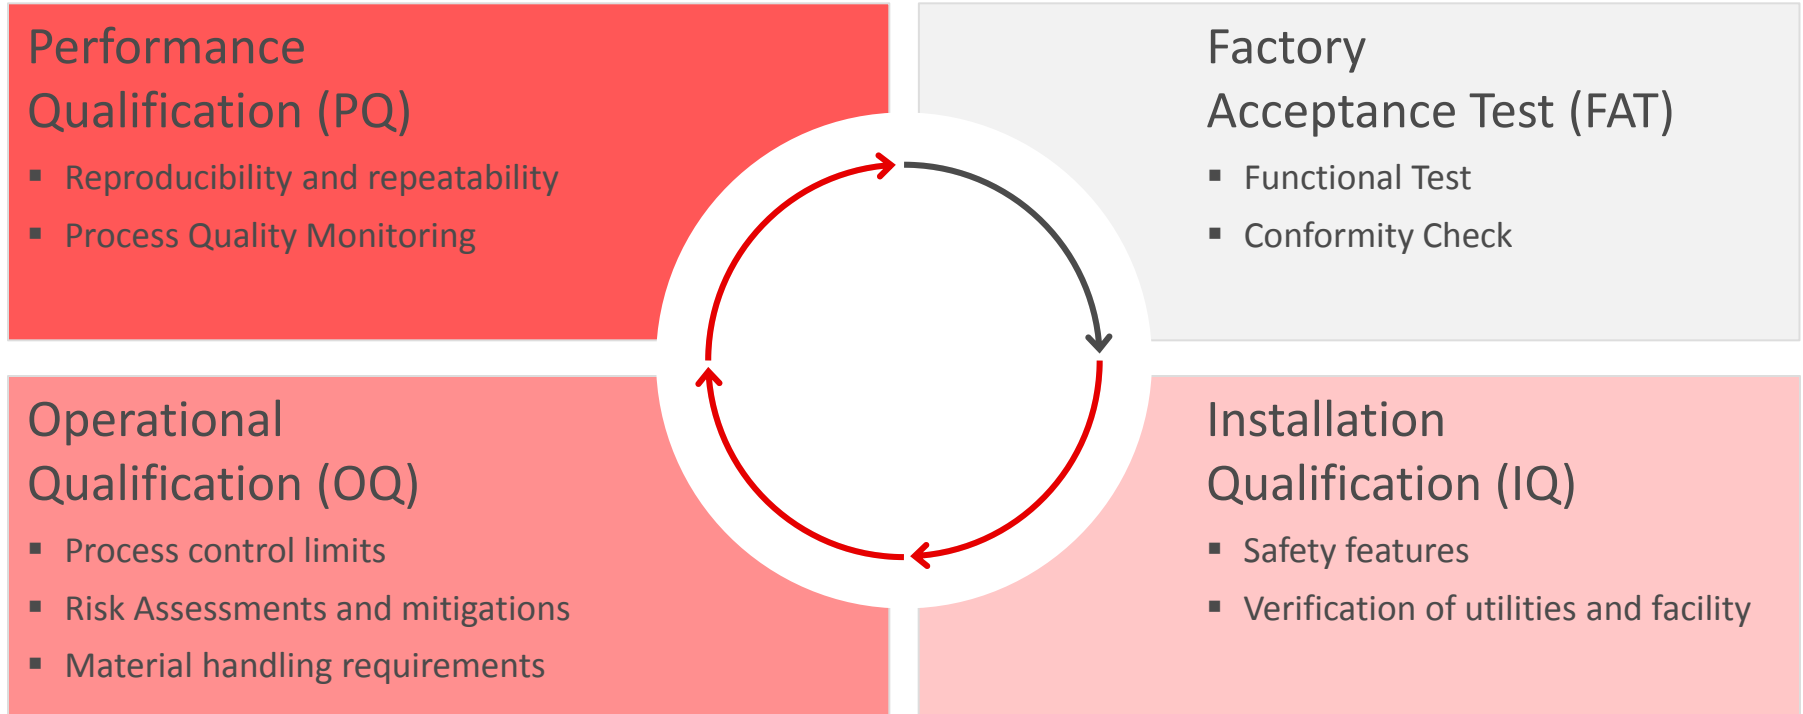 Performance
Qualification (PQ)
▪ Reproducibility and repeatability
▪ Process Quality Monitoring
Factory
Acceptance Test (FAT)
▪ Functional Test
▪ Conformity Check
Operational
Qualification (OQ)
▪ Process control limits
▪ Risk Assessments and mitigations
▪ Material handling requirements
Installation
Qualification (IQ)
▪ Safety features
▪ Verification of utilities and facility